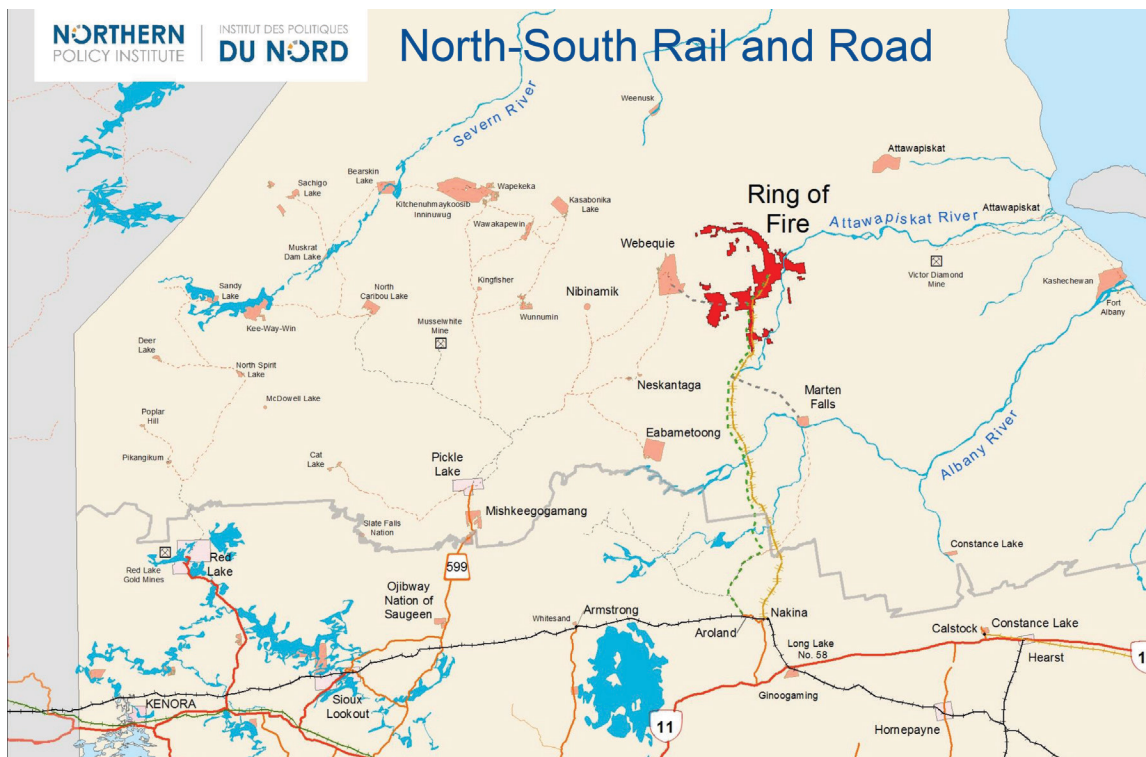 NORTHERN
POLICY INSTITUTE
INSTITUT DES POLITIQUES
DU NORD
North-South Rail and Road
Severn River
Weenusk
Attawapiskat
Bearskin
Lake
Sachigo
Lake
Wapekeka
Kitchenuhmaykoosib
Inninuwug
Kasabonika
Lake
Ring of
Fire
Attawapiskat
Attawapiskat River
Wawakapewin
Webequie
Muskrat
Dam Lake
Victor Diamond
Mine
Kashechewan
Kingfisher
Sandy
Lake
North
Caribou Lake
Nibinamik
Fort
Albany
Wunnumin
Kee-Way-Win
Musselwhite
Mine
Deer
Lake
North Spirit
Lake
Neskantaga
Marten
Falls
McDowell Lake
Poplar
Hill
Eabametoong
Albany River
Pikangikum
Cat
Lake
Pickle
Lake
Mishkeegogamang
Slate Falls
Nation
Constance Lake
Red
Lake
Red Lake
Gold Mines
599
Ojibway
Nation of
Saugeen
Armstrong
Whitesand
Nakina
Aroland
Calstock
Constance Lake
Long Lake
No. 58
Hearst
Ginoogaming
KENORA
Sioux
Lookout
11
Hornepayne
1